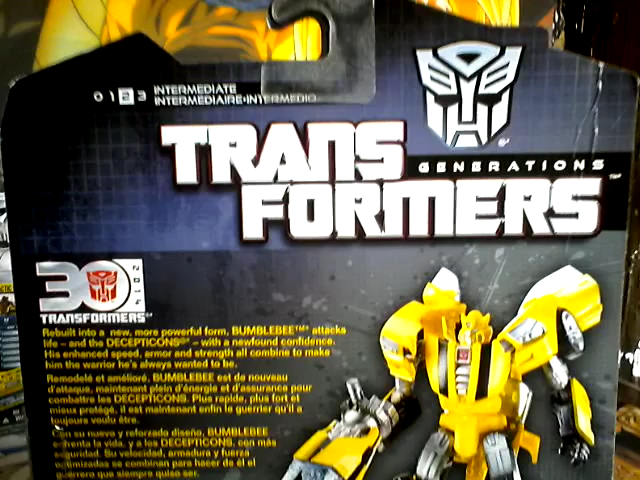 0 1 2 3 INTERMEDIATE
INTERMEDIAIRE•INTERMEDIO
TRANS
GENERATIONS
FORMERS™
30 2014
TRANSFORMERS
Rebuilt into a new, more powerful form, BUMBLEBEE™ attacks
life – and the DECEPTICONS® – with a newfound confidence.
His enhanced speed, armor and strength all combine to make
him the warrior he's always wanted to be.
Remodelé et amélioré, BUMBLEBEE est de nouveau
d'attaque, maintenant plein d'énergie et d'assurance pour
combattre les DECEPTICONS. Plus rapide, plus fort et
mieux protégé, il est maintenant enfin le guerrier qu'il a
toujours voulu être.
Con su nuevo y reforzado diseño, BUMBLEBEE
enfrenta la vida, y a los DECEPTICONS, con más
seguridad. Su velocidad, armadura y fuerza
optimizadas se combinan para hacer de él el
guerrero que siempre quiso ser.